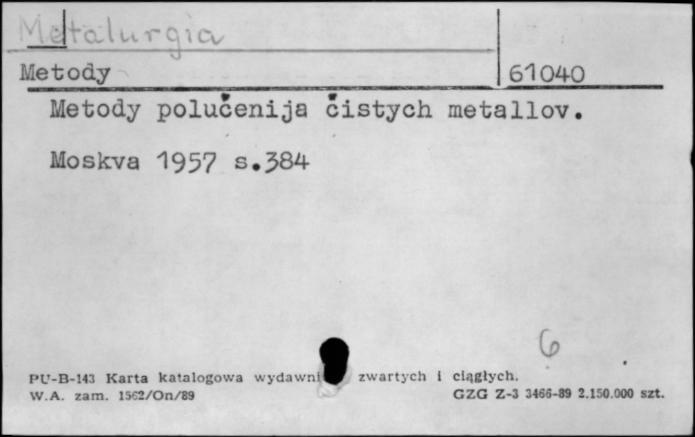 Metalurgia
Metody 61040
Metody polučenija čistych metallov.
Moskva 1957 s.384
6
PU-B-143 Karta katalogowa wydawni zwartych i ciągłych.
W.A. zam. 1562/On/89 GZG Z-3 3466-89 2.150.000 szt.